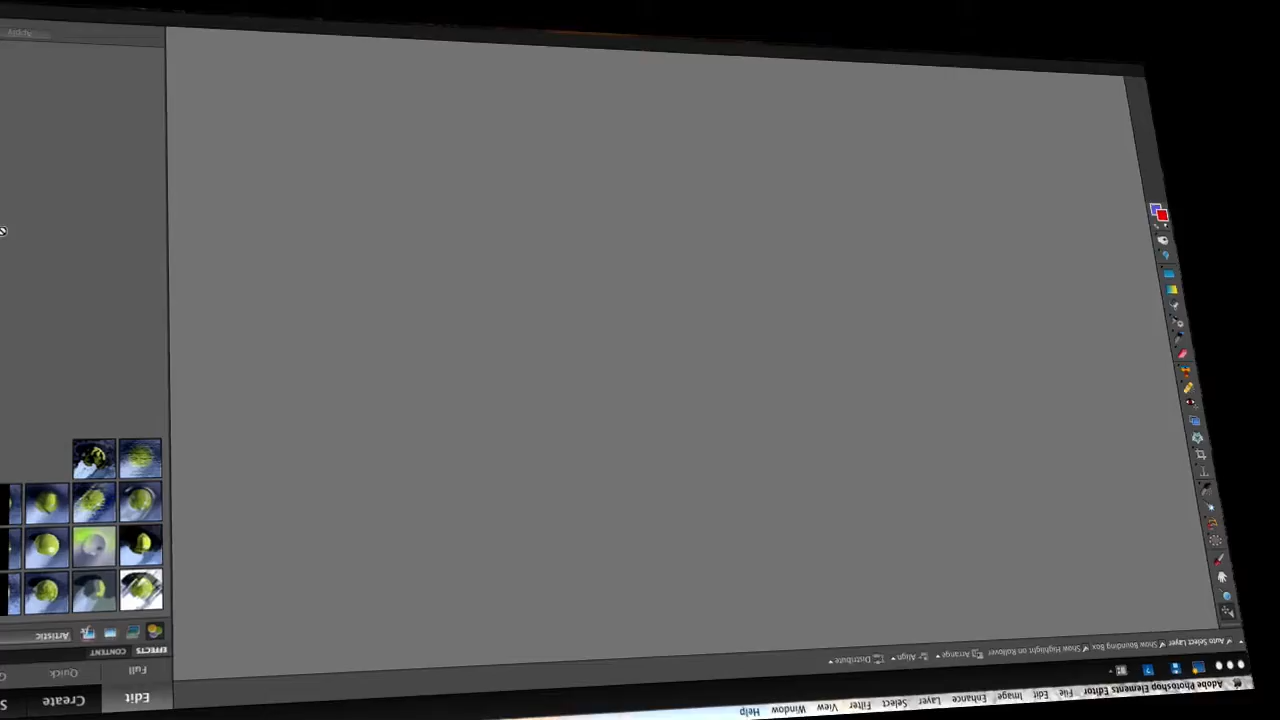 Adobe Photoshop Elements Editor File Edit Image Enhance Layer Select Filter View Window Help
Auto Select Layer Show Bounding Box Show Highlight on Rollover Arrange Align Distribute
Edit Create
Full Quick
EFFECTS CONTENT
Artistic
Apply